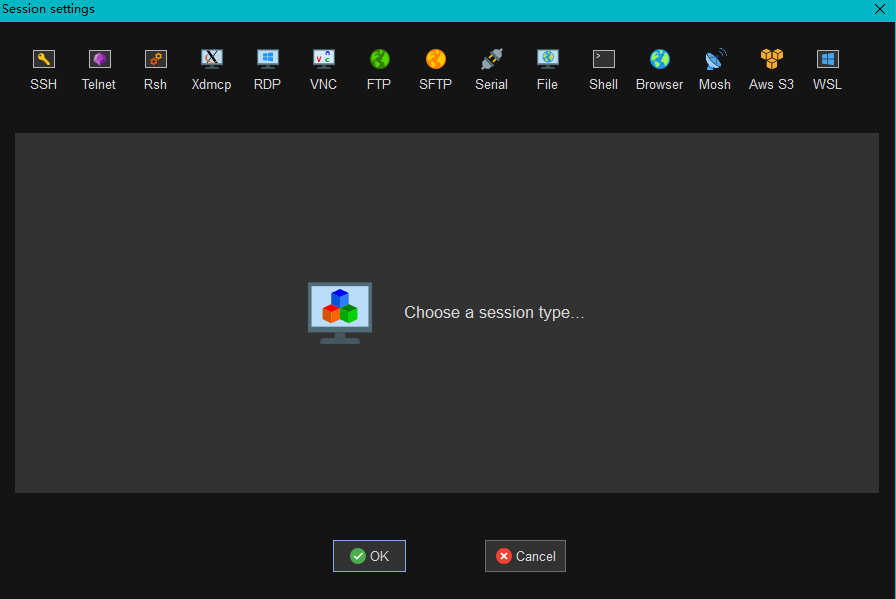 Session settings
SSH Telnet Rsh Xdmcp RDP VNC FTP SFTP Serial File Shell Browser Mosh Aws S3 WSL
Choose a session type...
OK Cancel